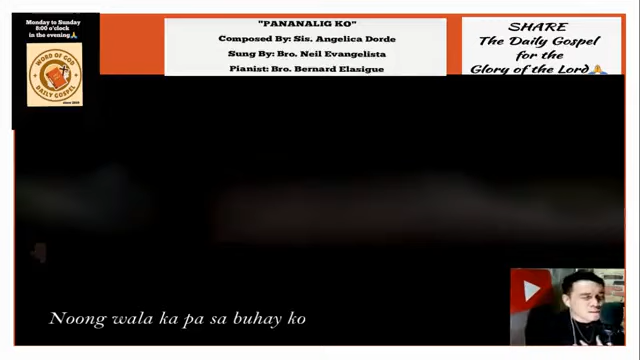 Monday to Sunday
8:00 o'clock
in the evening🙏
WORD OF GOD
DAILY GOSPEL
"PANANALIG KO"
Composed By: Sis. Angelica Dorde
Sung By: Bro. Neil Evangelista
Pianist: Bro. Bernard Elasigue
SHARE
The Daily Gospel
for the
Glory of the Lord🙏
Noong wala ka pa sa buhay ko